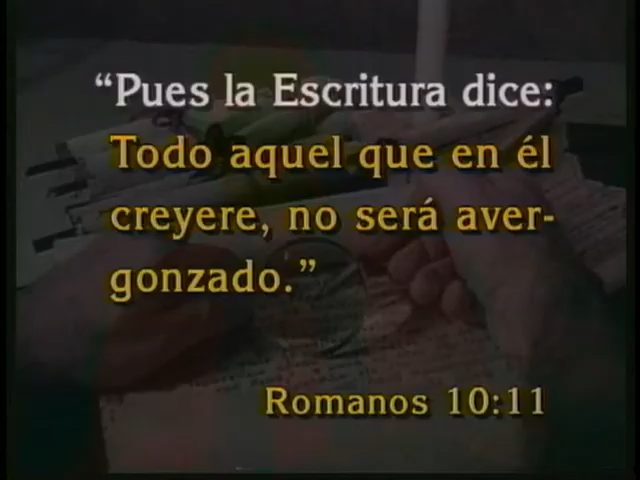 “Pues la Escritura dice:
Todo aquel que en él
creyere, no será aver-
gonzado.”
Romanos 10:11